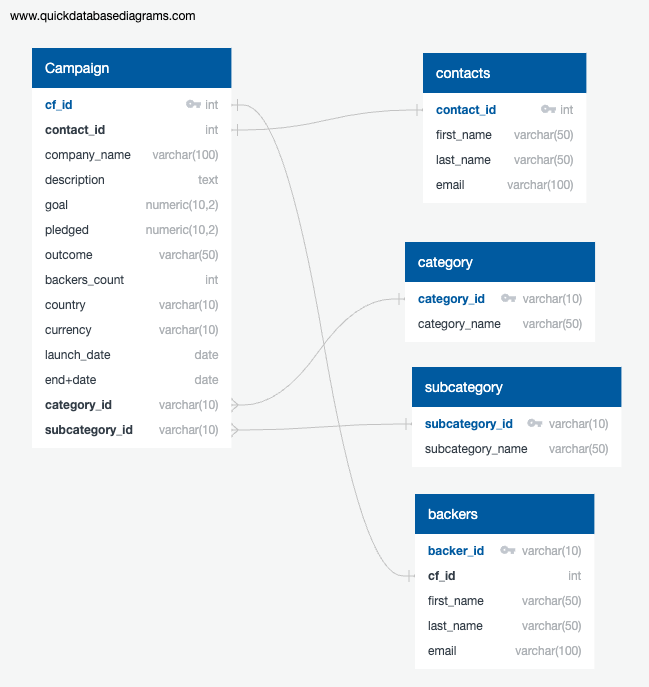 www.quickdatabasediagrams.com
Campaign
cf_id int
contact_id int
company_name varchar(100)
description text
goal numeric(10,2)
pledged numeric(10,2)
outcome varchar(50)
backers_count int
country varchar(10)
currency varchar(10)
launch_date date
end+date date
category_id varchar(10)
subcategory_id varchar(10)
contacts
contact_id int
first_name varchar(50)
last_name varchar(50)
email varchar(100)
category
category_id varchar(10)
category_name varchar(50)
subcategory
subcategory_id varchar(10)
subcategory_name varchar(50)
backers
backer_id varchar(10)
cf_id int
first_name varchar(50)
last_name varchar(50)
email varchar(100)